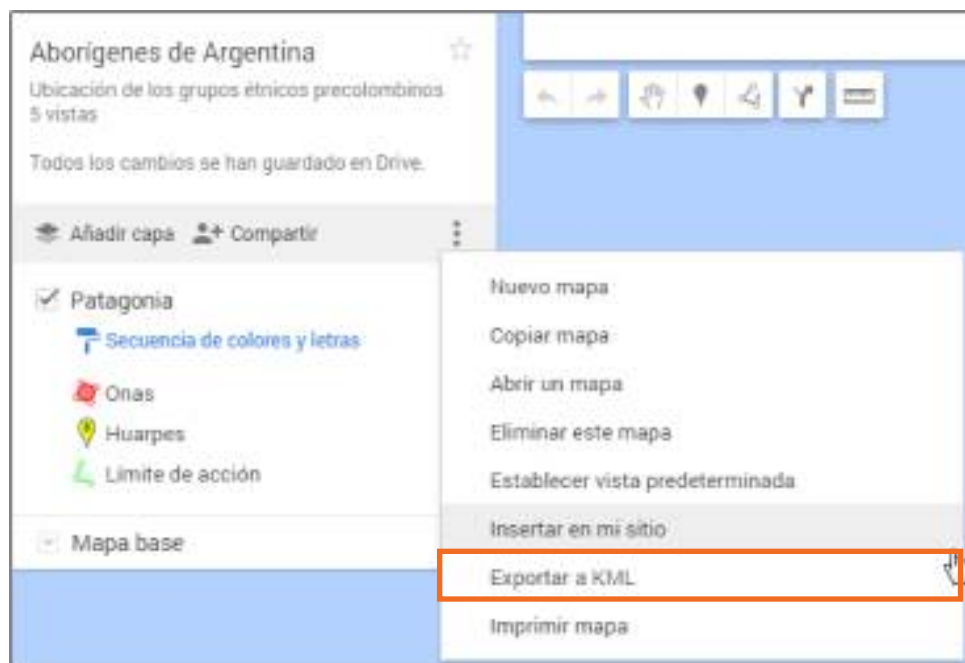 Aborígenes de Argentina
Ubicación de los grupos étnicos precolombinos
5 vistas
Todos los cambios se han guardado en Drive.
Añadir capa Compartir
Patagonia
Secuencia de colores y letras
Onas
Huarpes
Límite de acción
Mapa base
Nuevo mapa
Copiar mapa
Abrir un mapa
Eliminar este mapa
Establecer vista predeterminada
Insertar en mi sitio
Exportar a KML
Imprimir mapa